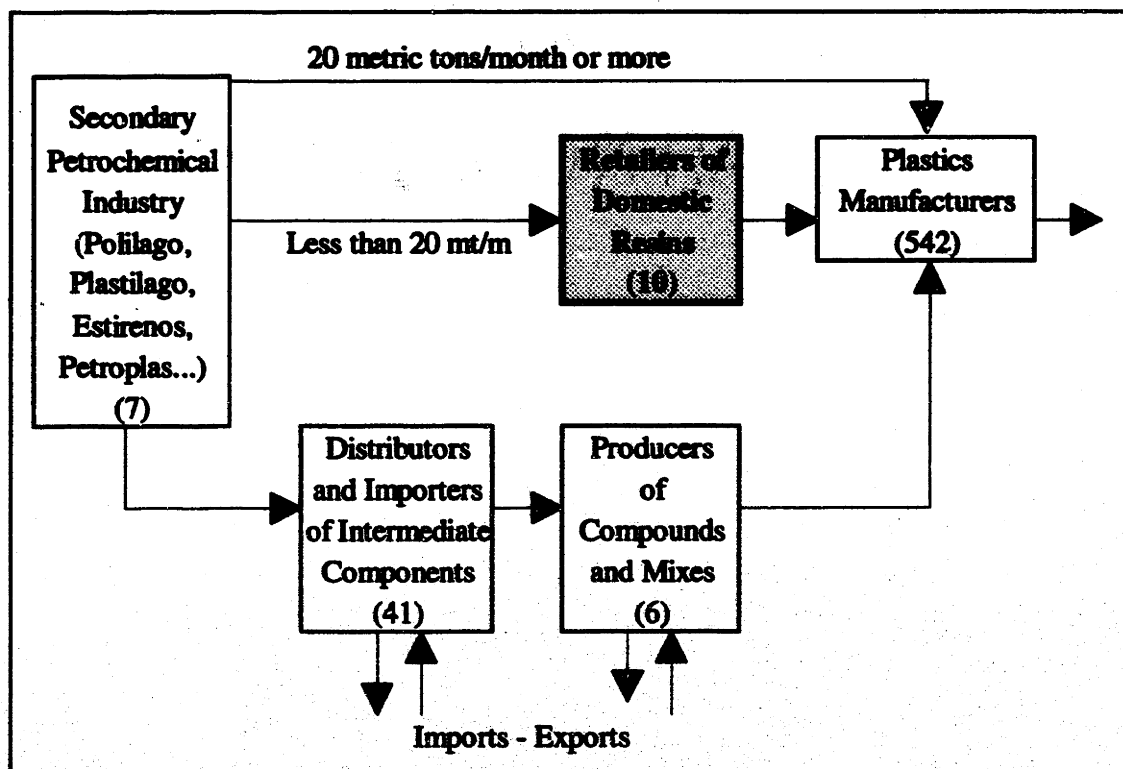 20 metric tons/month or more
Secondary
Petrochemical
Industry
(Polilago,
Plastilago,
Estirenos,
Petroplas...)
(7)
Less than 20 mt/m
Retailers of
Domestic
Resins
(10)
Plastics
Manufacturers
(542)
Distributors
and Importers
of Intermediate
Components
(41)
Producers
of
Compounds
and Mixes
(6)
Imports - Exports